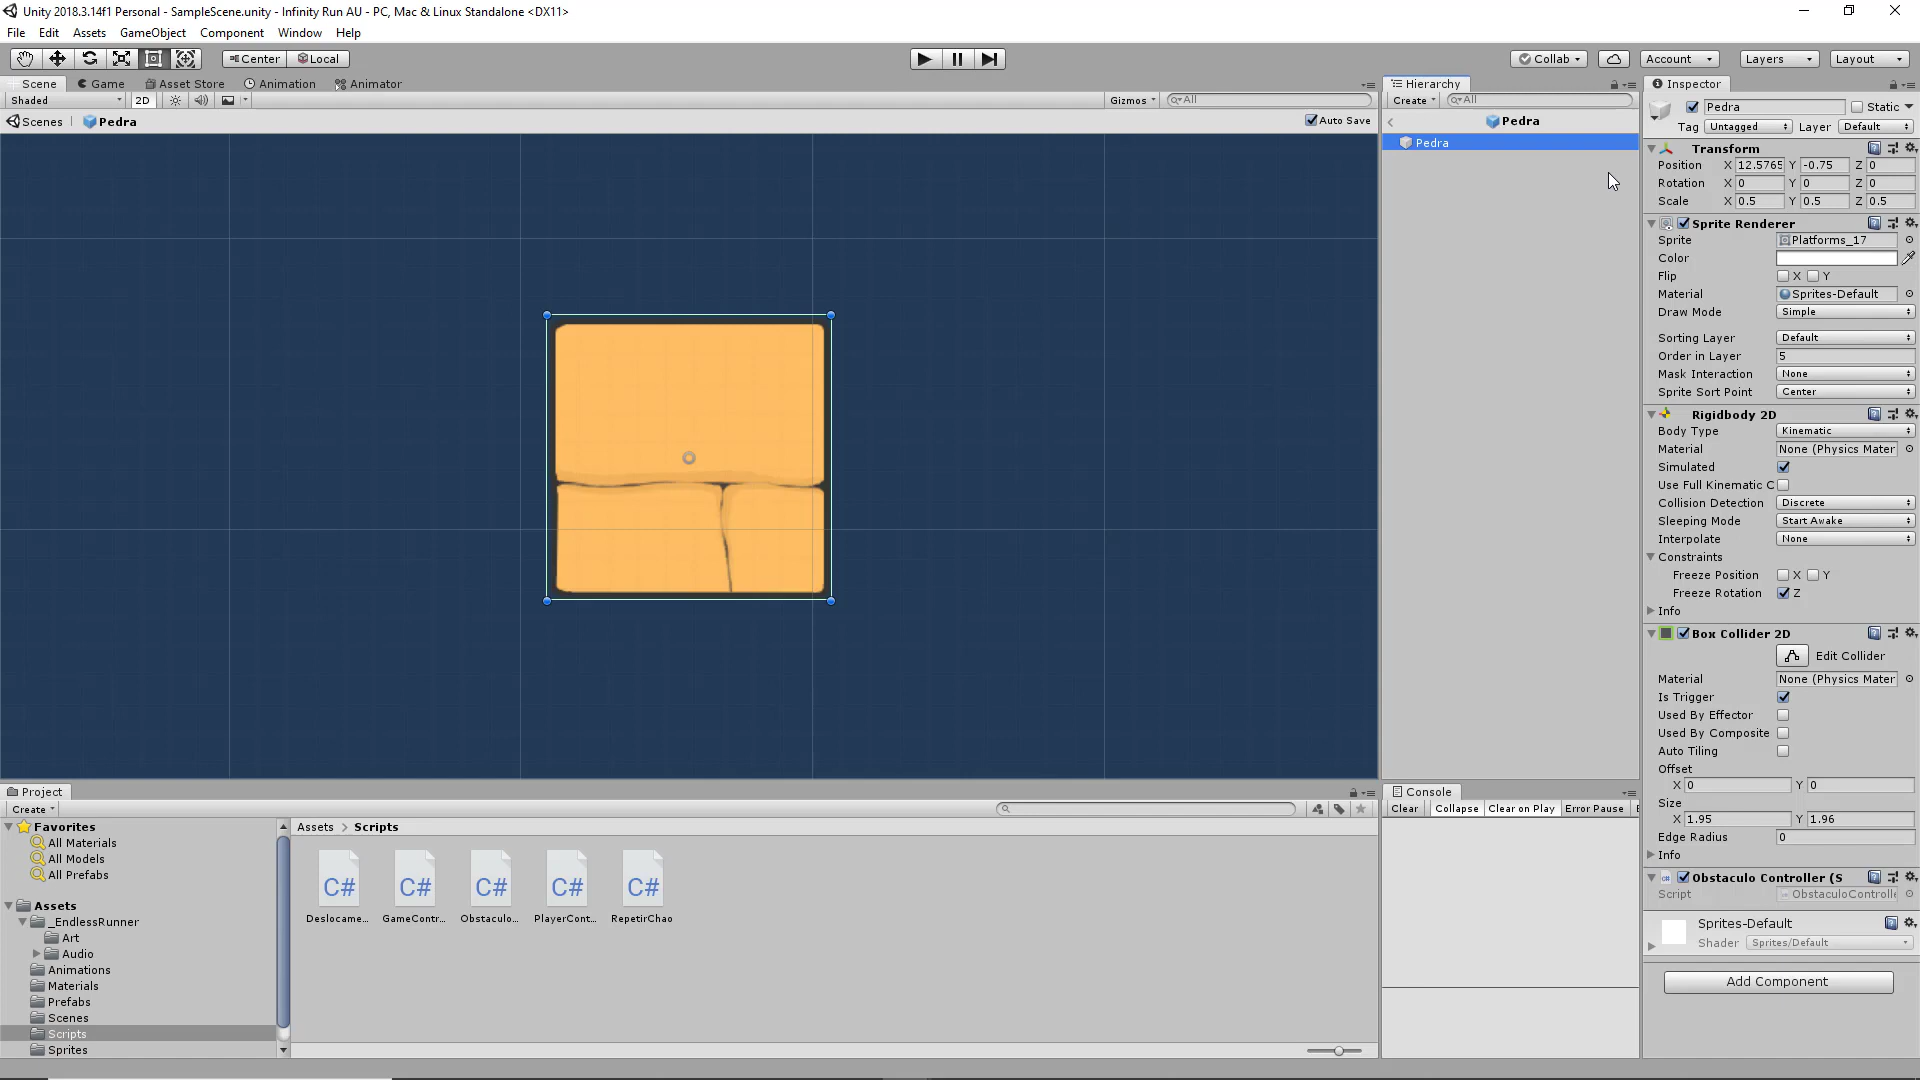 Unity 2018.3.14f1 Personal - SampleScene.unity - Infinity Run AU - PC, Mac & Linux Standalone <DX11>
File Edit Assets GameObject Component Window Help
Center Local Collab Account Layers Layout
Scene Game Asset Store Animation Animator
Shaded 2D Gizmos All
Scenes Pedra Auto Save
Hierarchy
Create All
Pedra
Pedra
Inspector
Pedra Static
Tag Untagged Layer Default
Transform
Position X 12.5765 Y -0.75 Z 0
Rotation X 0 Y 0 Z 0
Scale X 0.5 Y 0.5 Z 0.5
Sprite Renderer
Sprite Platforms_17
Color
Flip X Y
Material Sprites-Default
Draw Mode Simple
Sorting Layer Default
Order in Layer 5
Mask Interaction None
Sprite Sort Point Center
Rigidbody 2D
Body Type Kinematic
Material None (Physics Mater
Simulated
Use Full Kinematic C
Collision Detection Discrete
Sleeping Mode Start Awake
Interpolate None
Constraints
Freeze Position X Y
Freeze Rotation Z
Info
Box Collider 2D
Edit Collider
Material None (Physics Mater
Is Trigger
Used By Effector
Used By Composite
Auto Tiling
Offset
X 0 Y 0
Size
X 1.95 Y 1.96
Edge Radius 0
Info
Obstaculo Controller (S
Script ObstaculoControlle
Sprites-Default
Shader Sprites/Default
Add Component
Project
Create
Favorites
All Materials
All Models
All Prefabs
Assets
_EndlessRunner
Art
Audio
Animations
Materials
Prefabs
Scenes
Scripts
Sprites
Assets > Scripts
C# C# C# C# C#
Deslocame... GameContr... Obstaculo... PlayerCont... RepetirChao
Console
Clear Collapse Clear on Play Error Pause